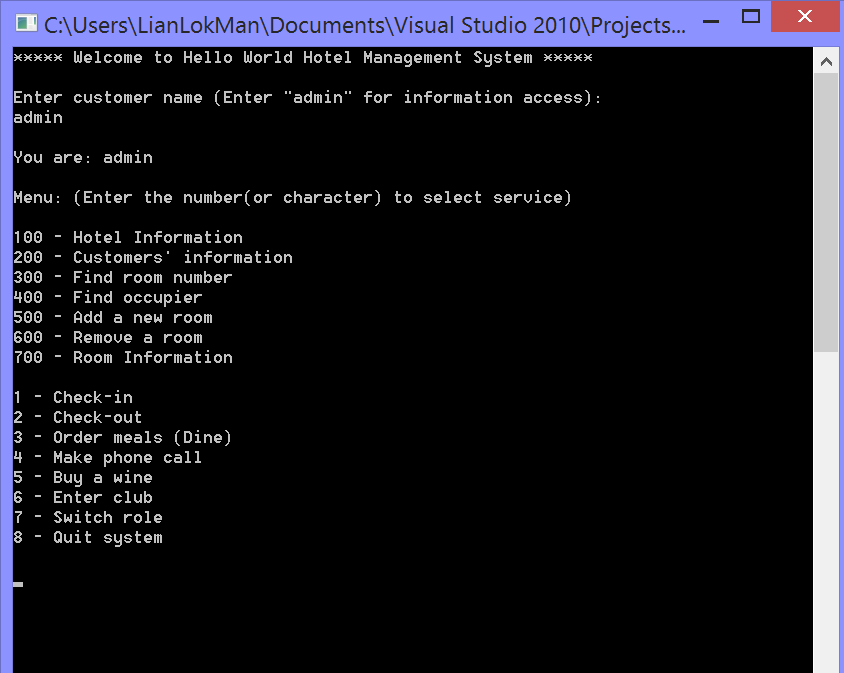 C:\Users\LianLokMan\Documents\Visual Studio 2010\Projects...
***** Welcome to Hello World Hotel Management System *****
Enter customer name (Enter "admin" for information access):
admin
You are: admin
Menu: (Enter the number(or character) to select service)
100 - Hotel Information
200 - Customers' information
300 - Find room number
400 - Find occupier
500 - Add a new room
600 - Remove a room
700 - Room Information
1 - Check-in
2 - Check-out
3 - Order meals (Dine)
4 - Make phone call
5 - Buy a wine
6 - Enter club
7 - Switch role
8 - Quit system